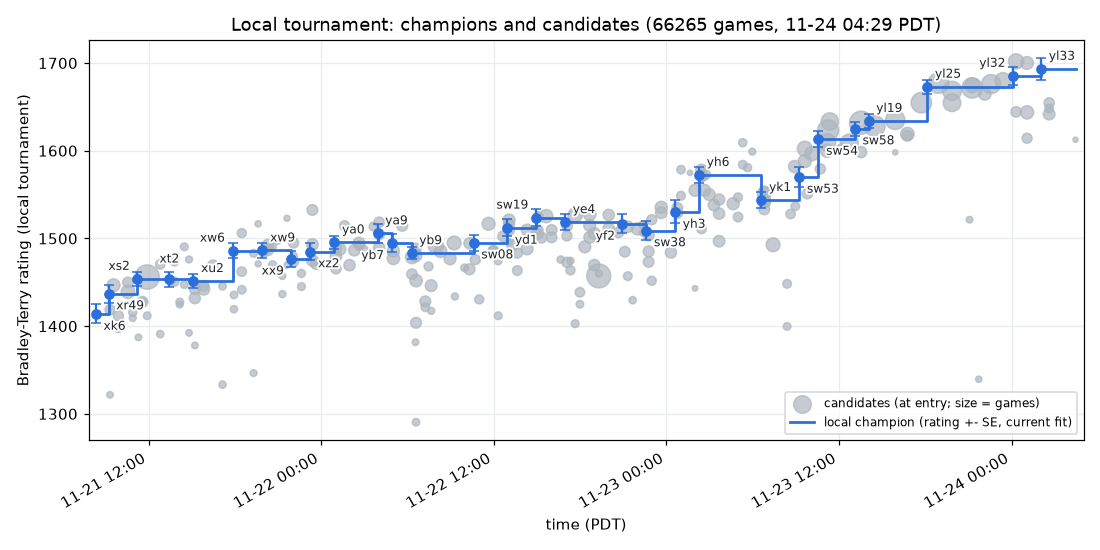 Local tournament: champions and candidates (66265 games, 11-24 04:29 PDT)
Bradley-Terry rating (local tournament)
1700
1600
1500
1400
1300
xk6
xr49
xs2
xt2
xu2
xw6
xw9
xx9
xz2
ya0
ya9
yb7
yb9
sw08
sw19
yd1
ye4
yf2
sw38
yh3
yh6
yk1
sw53
sw54
sw58
yl19
yl25
yl32
yl33
candidates (at entry; size = games)
local champion (rating +- SE, current fit)
11-21 12:00
11-22 00:00
11-22 12:00
11-23 00:00
11-23 12:00
11-24 00:00
time (PDT)